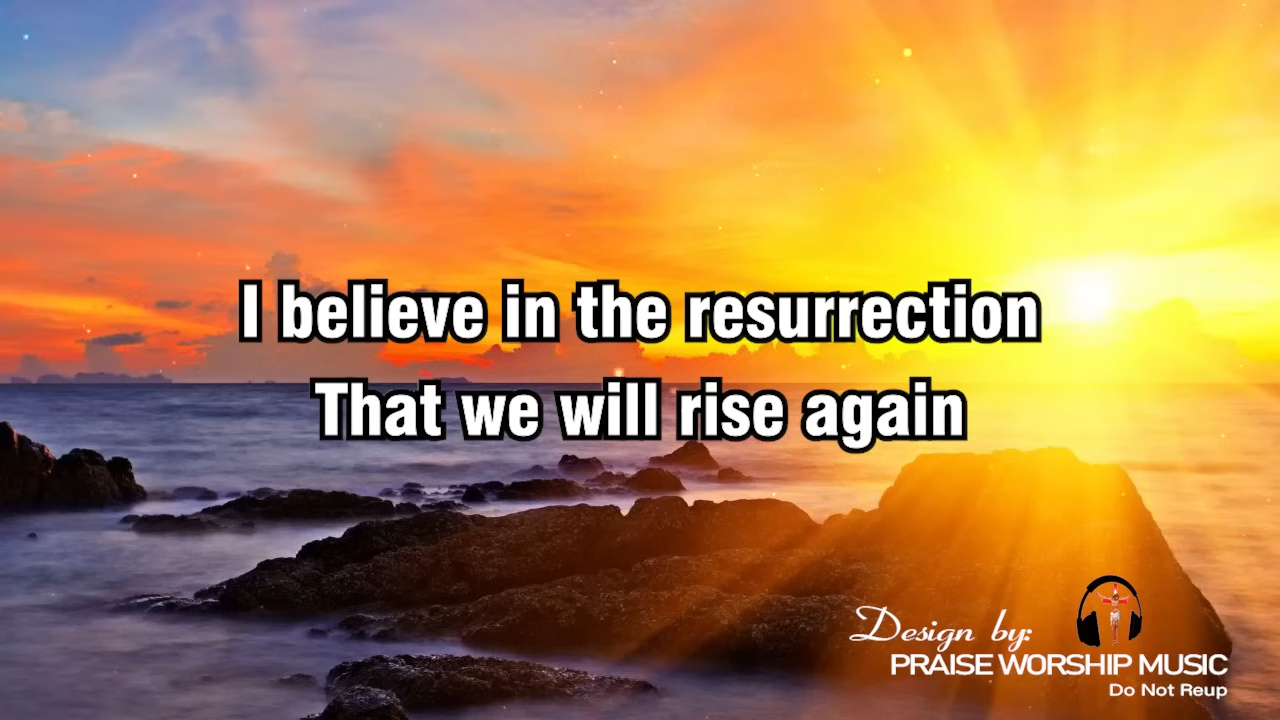 I believe in the resurrection
That we will rise again
Design by:
PRAISE WORSHIP MUSIC
Do Not Reup